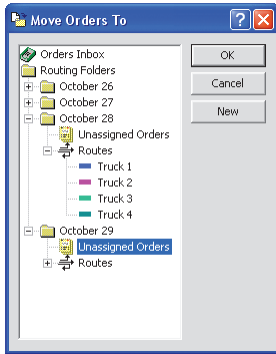 Move Orders To
Orders Inbox
OK
Routing Folders
October 26
Cancel
October 27
October 28
New
Unassigned Orders
Routes
Truck 1
Truck 2
Truck 3
Truck 4
October 29
Unassigned Orders
Routes